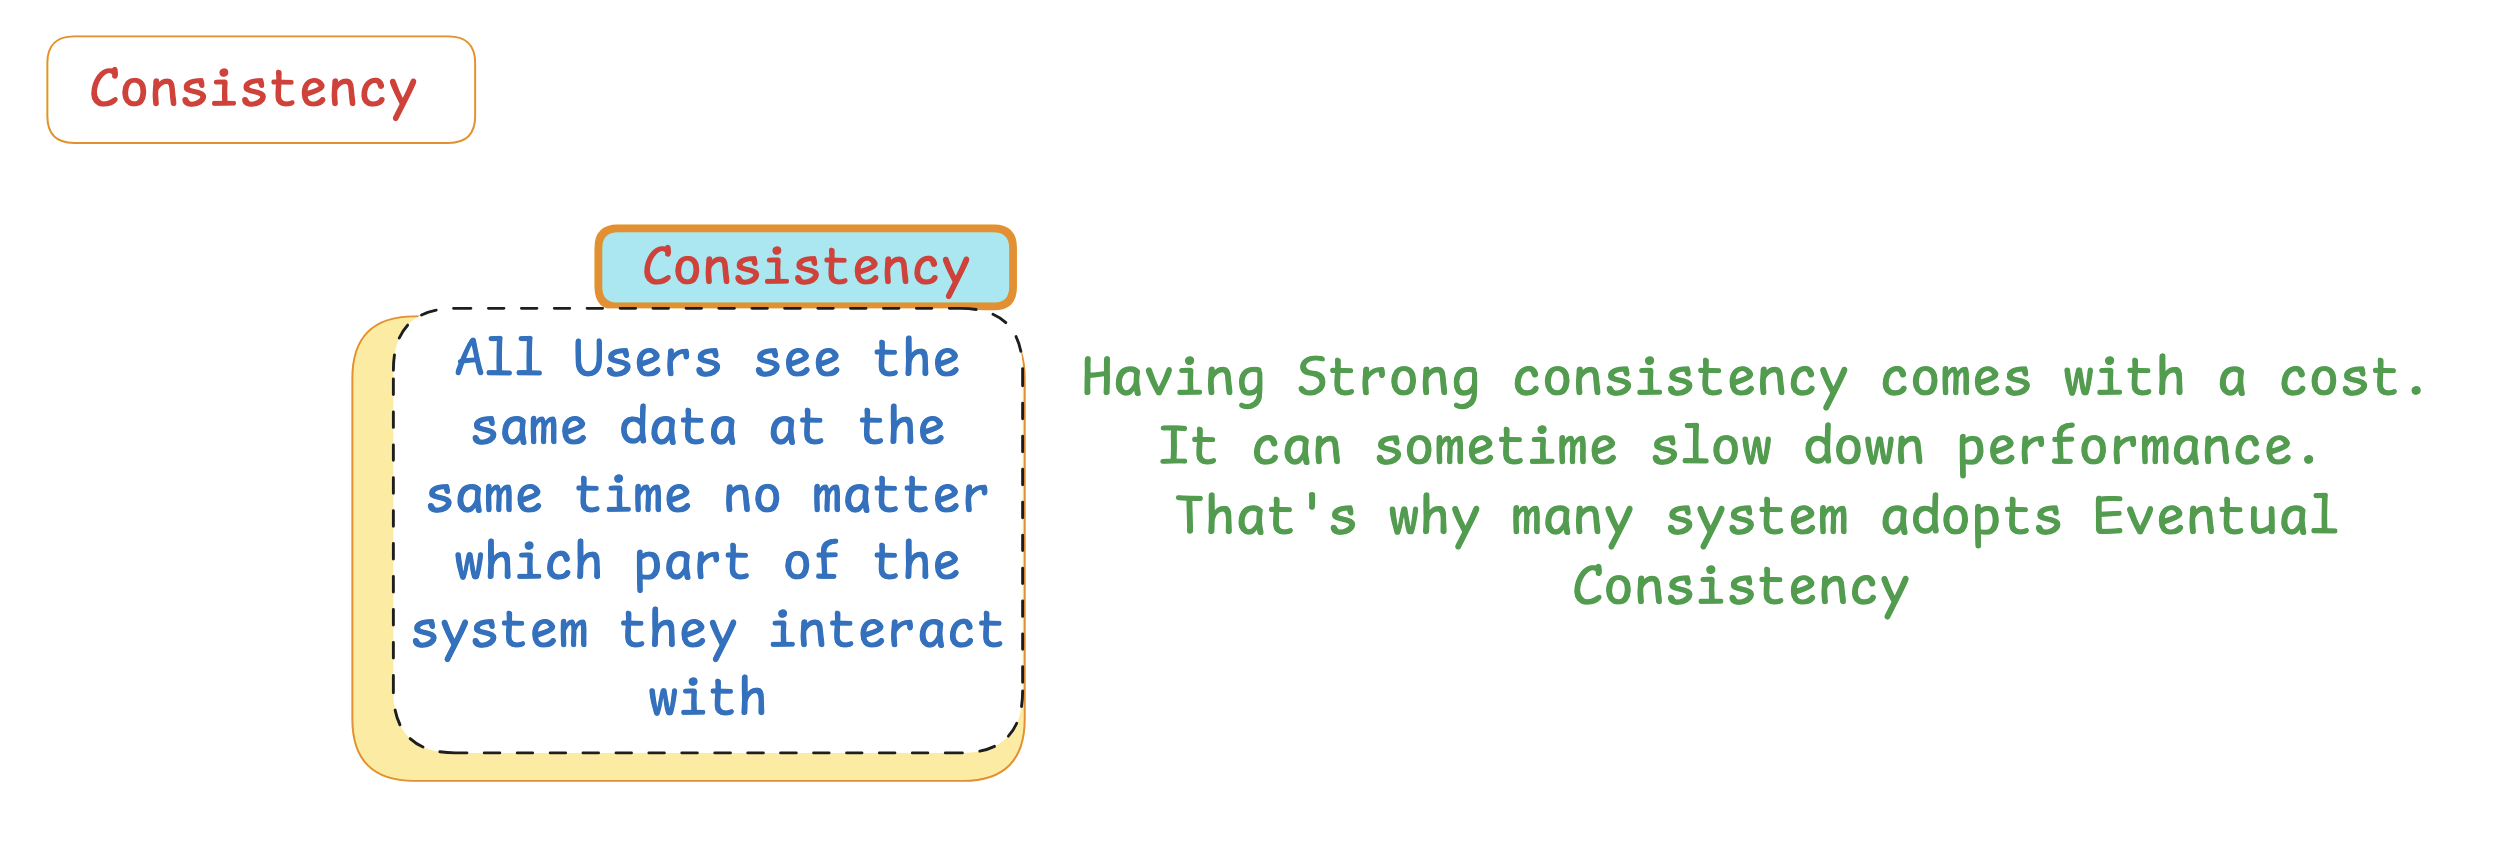 Consistency
Consistency
All Users see the
same data at the
same time no matter
which part of the
system they interact
with
Having Strong consistency comes with a cost.
It can sometime slow down performance.
That's why many system adopts Eventual
Consistency